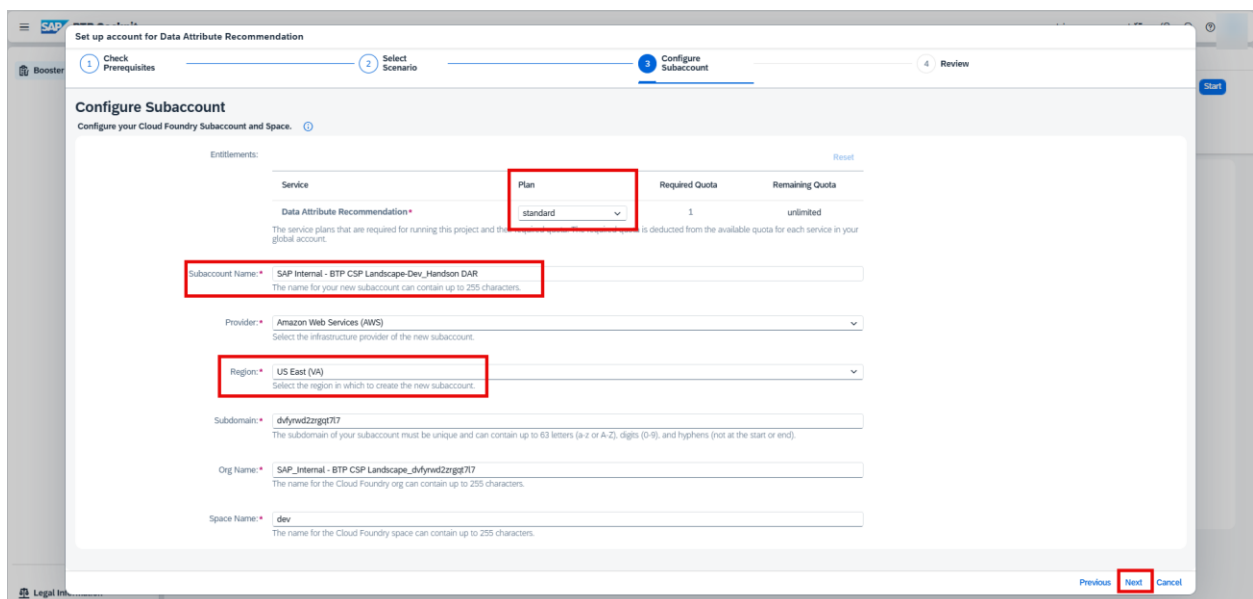 SAP
Set up account for Data Attribute Recommendation
Booster
1 Check Prerequisites
2 Select Scenario
3 Configure Subaccount
4 Review
Start
Configure Subaccount
Configure your Cloud Foundry Subaccount and Space.
Entitlements:
Reset
Service Plan Required Quota Remaining Quota
Data Attribute Recommendation* standard 1 unlimited
The service plans that are required for running this project and their required quota. The required quota is deducted from the available quota for each service in your
global account.
Subaccount Name:* SAP Internal - BTP CSP Landscape-Dev_Handson DAR
The name for your new subaccount can contain up to 255 characters.
Provider:* Amazon Web Services (AWS)
Select the infrastructure provider of the new subaccount.
Region:* US East (VA)
Select the region in which to create the new subaccount.
Subdomain:* dvfyrwd2zrgqt7l7
The subdomain of your subaccount must be unique and can contain up to 63 letters (a-z or A-Z), digits (0-9), and hyphens (not at the start or end).
Org Name:* SAP_Internal - BTP CSP Landscape_dvfyrwd2zrgqt7l7
The name for the Cloud Foundry org can contain up to 255 characters.
Space Name:* dev
The name for the Cloud Foundry space can contain up to 255 characters.
Previous Next Cancel
Legal